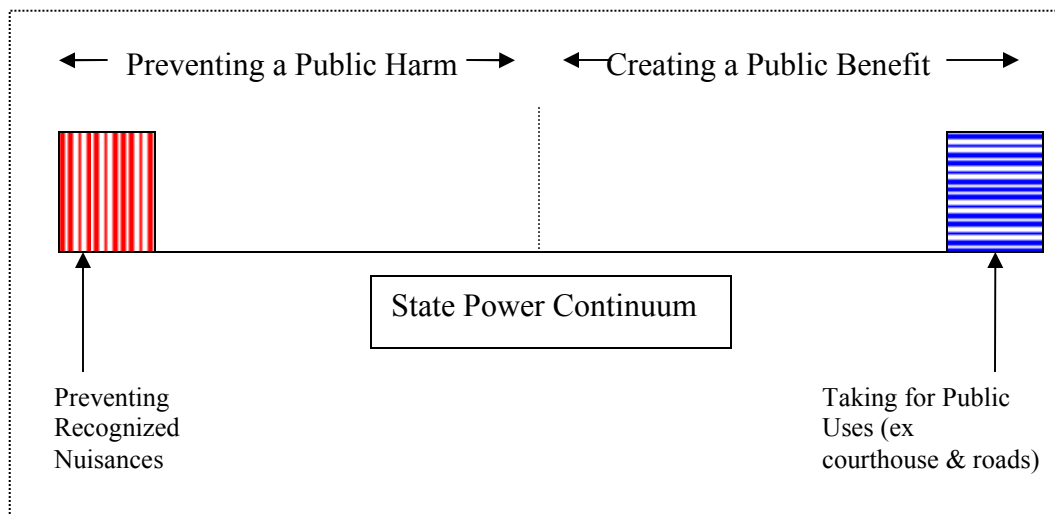 Preventing a Public Harm
Creating a Public Benefit
State Power Continuum
Preventing
Recognized
Nuisances
Taking for Public
Uses (ex
courthouse & roads)